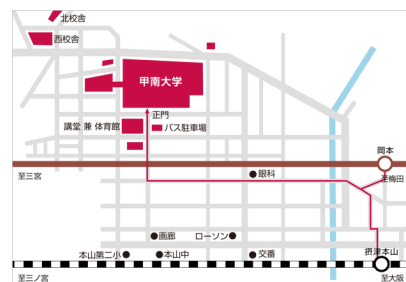 北校舎
西校舎
甲南大学
正門
講堂 兼 体育館
バス駐車場
岡本
至三宮
眼科
至梅田
画廊
ローソン
本山第二小
本山中
交番
摂津本山
至三ノ宮
至大阪